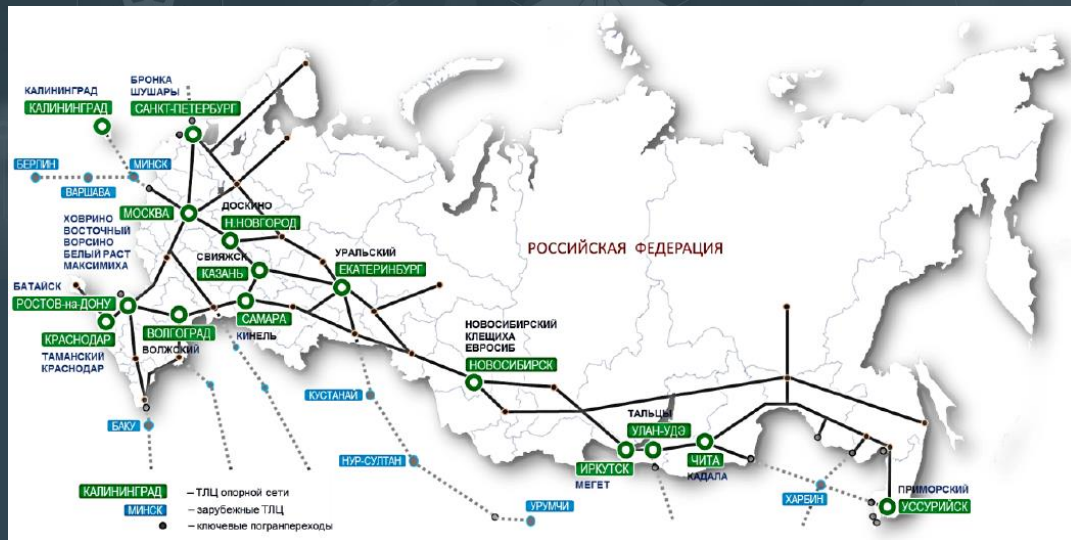 БРОНКА
ШУШАРЫ
САНКТ-ПЕТЕРБУРГ
КАЛИНИНГРАД
КАЛИНИНГРАД
БЕРЛИН
ВАРШАВА
МИНСК
МОСКВА
ДОСКИНО
Н.НОВГОРОД
ХОВРИНО
ВОСТОЧНЫЙ
ВОРСИНО
БЕЛЫЙ РАСТ
МАКСИМИХА
СВИЯЖСК
КАЗАНЬ
УРАЛЬСКИЙ
ЕКАТЕРИНБУРГ
РОССИЙСКАЯ ФЕДЕРАЦИЯ
БАТАЙСК
РОСТОВ-на-ДОНУ
КРАСНОДАР
ТАМАНСКИЙ
КРАСНОДАР
ВОЛГОГРАД
ВОЛЖСКИЙ
САМАРА
КИНЕЛЬ
НОВОСИБИРСКИЙ
КЛЕЩИХА
ЕВРОСИБ
НОВОСИБИРСК
КУСТАНАЙ
БАКУ
НУР-СУЛТАН
УРУМЧИ
ТАЛЬЦЫ
УЛАН-УДЭ
ИРКУТСК
МЕГЕТ
ЧИТА
КАДАЛА
ХАРБИН
ПРИМОРСКИЙ
УССУРИЙСК
КАЛИНИНГРАД – ТЛЦ опорной сети
МИНСК – зарубежные ТЛЦ
– ключевые погранпереходы